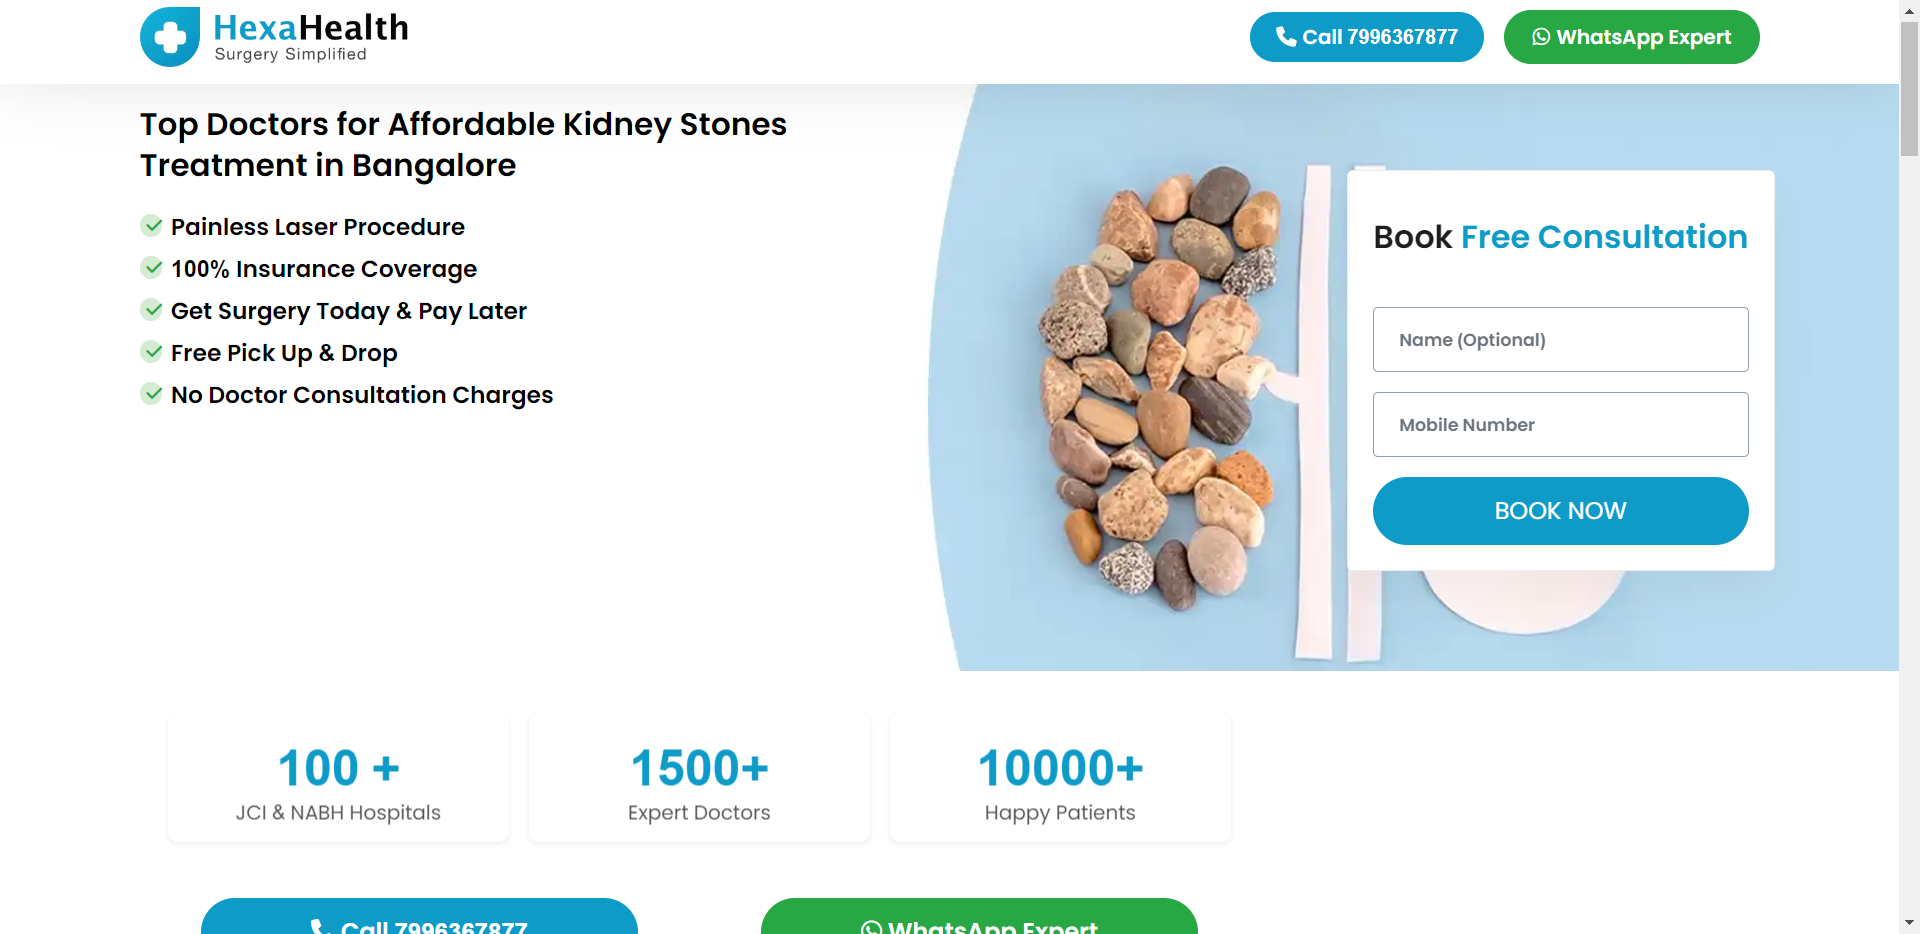 HexaHealth
Surgery Simplified
Call 7996367877
WhatsApp Expert
Top Doctors for Affordable Kidney Stones
Treatment in Bangalore
Painless Laser Procedure
100% Insurance Coverage
Get Surgery Today & Pay Later
Free Pick Up & Drop
No Doctor Consultation Charges
Book Free Consultation
Name (Optional)
Mobile Number
BOOK NOW
100 +
JCI & NABH Hospitals
1500+
Expert Doctors
10000+
Happy Patients
Call 7996367877
WhatsApp Expert